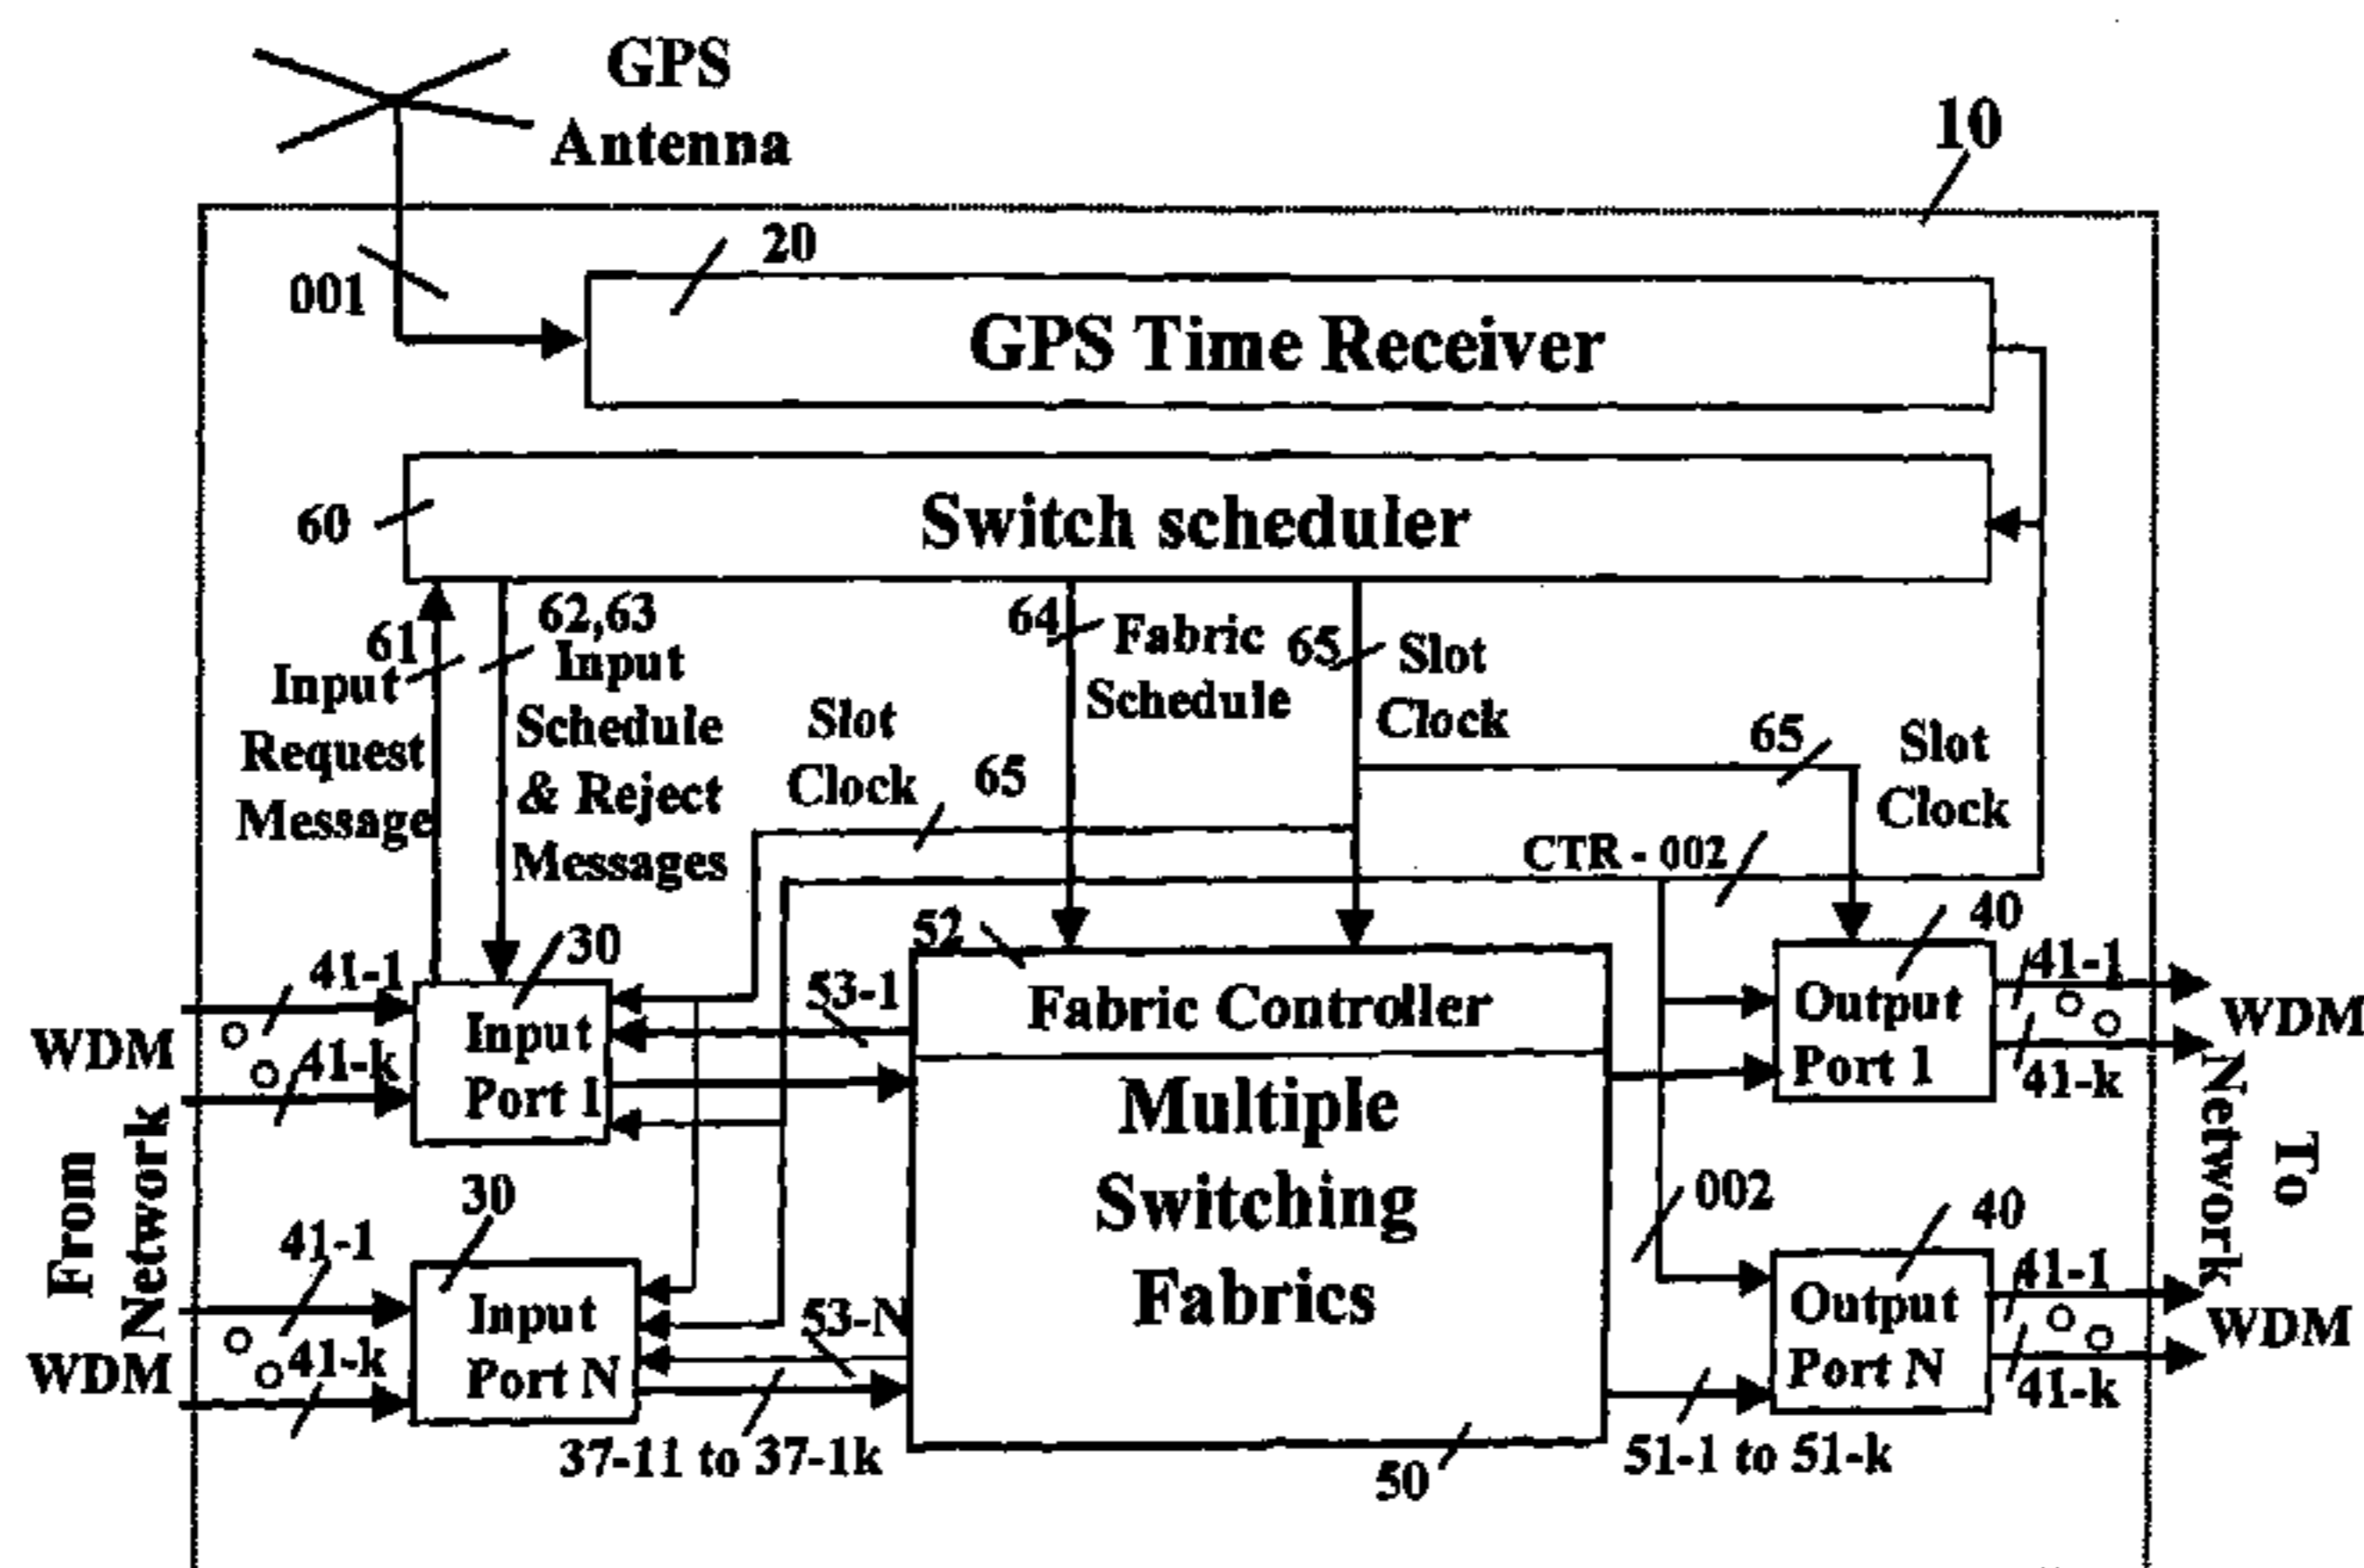 GPS
Antenna
10
001
20
GPS Time Receiver
60
Switch scheduler
61
Input
Request
Message
62,63
Input
Schedule
& Reject
Messages
64
Fabric
Schedule
65
Slot
Clock
Slot
Clock
65
65
Slot
Clock
CTR - 002
41-1
WDM
41-k
From
Network
30
Input
Port 1
53-1
52
Fabric Controller
Multiple
Switching
Fabrics
50
40
Output
Port 1
41-1
41-k
WDM
Network
To
002
30
41-1
WDM
41-k
Input
Port N
53-N
37-11 to 37-1k
40
Output
Port N
41-1
41-k
WDM
51-1 to 51-k